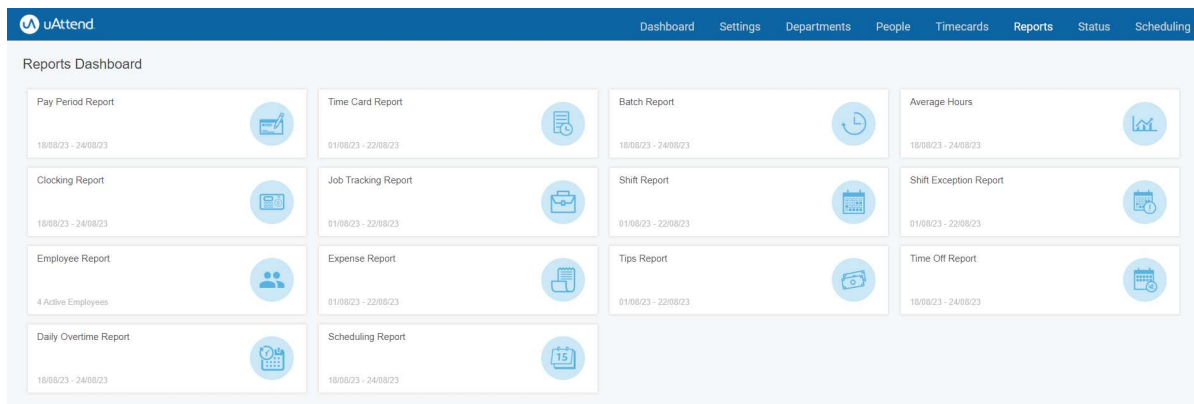 uAttend
Dashboard Settings Departments People Timecards Reports Status Scheduling
Reports Dashboard
Pay Period Report
18/08/23 - 24/08/23
Time Card Report
01/08/23 - 22/08/23
Batch Report
18/08/23 - 24/08/23
Average Hours
18/08/23 - 24/08/23
Clocking Report
18/08/23 - 24/08/23
Job Tracking Report
01/08/23 - 22/08/23
Shift Report
01/08/23 - 22/08/23
Shift Exception Report
01/08/23 - 22/08/23
Employee Report
4 Active Employees
Expense Report
01/08/23 - 22/08/23
Tips Report
01/08/23 - 22/08/23
Time Off Report
18/08/23 - 24/08/23
Daily Overtime Report
18/08/23 - 24/08/23
Scheduling Report
15
18/08/23 - 24/08/23